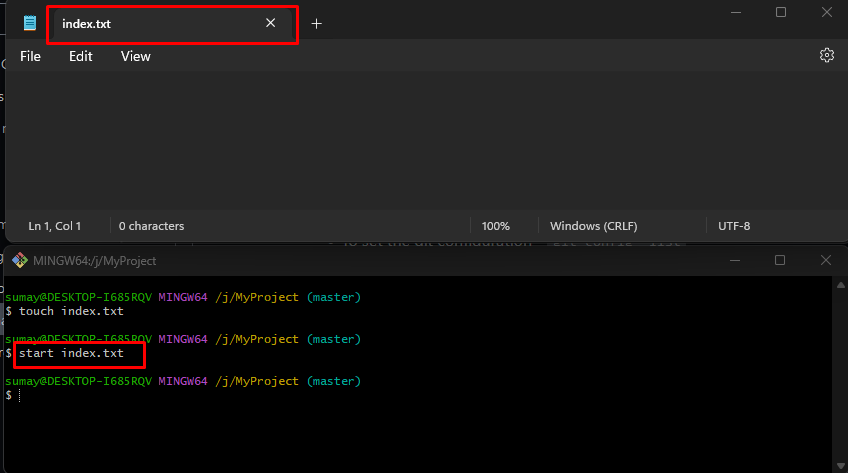 index.txt
File Edit View
Ln 1, Col 1 0 characters 100% Windows (CRLF) UTF-8
MINGW64:/j/MyProject
sumay@DESKTOP-I685RQV MINGW64 /j/MyProject (master)
$ touch index.txt
sumay@DESKTOP-I685RQV MINGW64 /j/MyProject (master)
$ start index.txt
sumay@DESKTOP-I685RQV MINGW64 /j/MyProject (master)
$